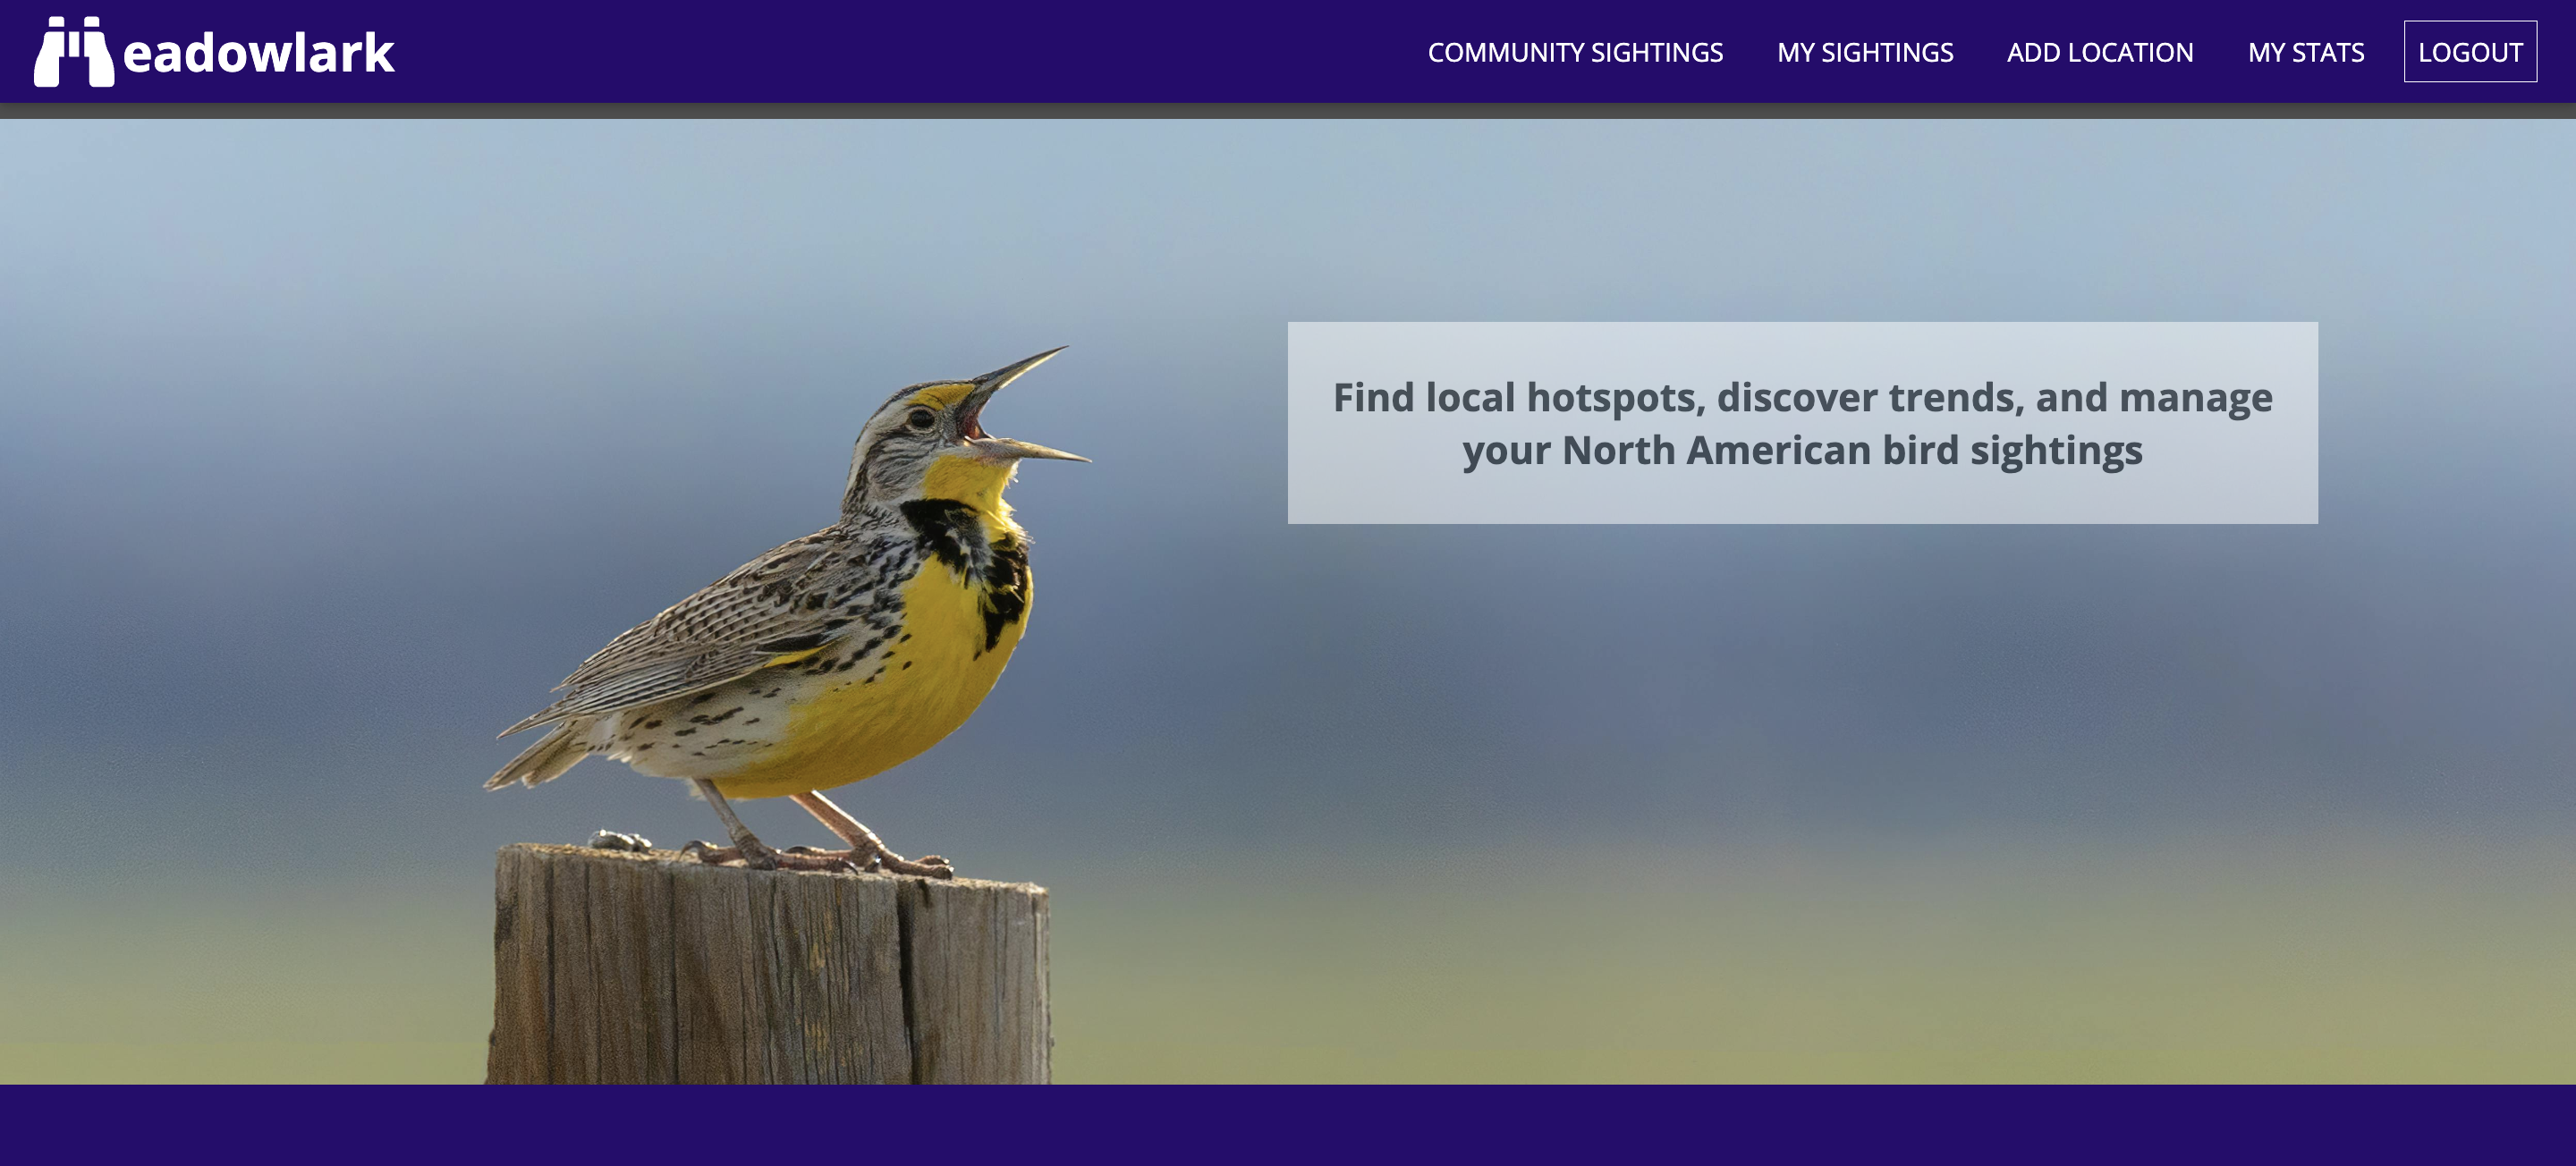 eadowlark
COMMUNITY SIGHTINGS MY SIGHTINGS ADD LOCATION MY STATS LOGOUT
Find local hotspots, discover trends, and manage
your North American bird sightings